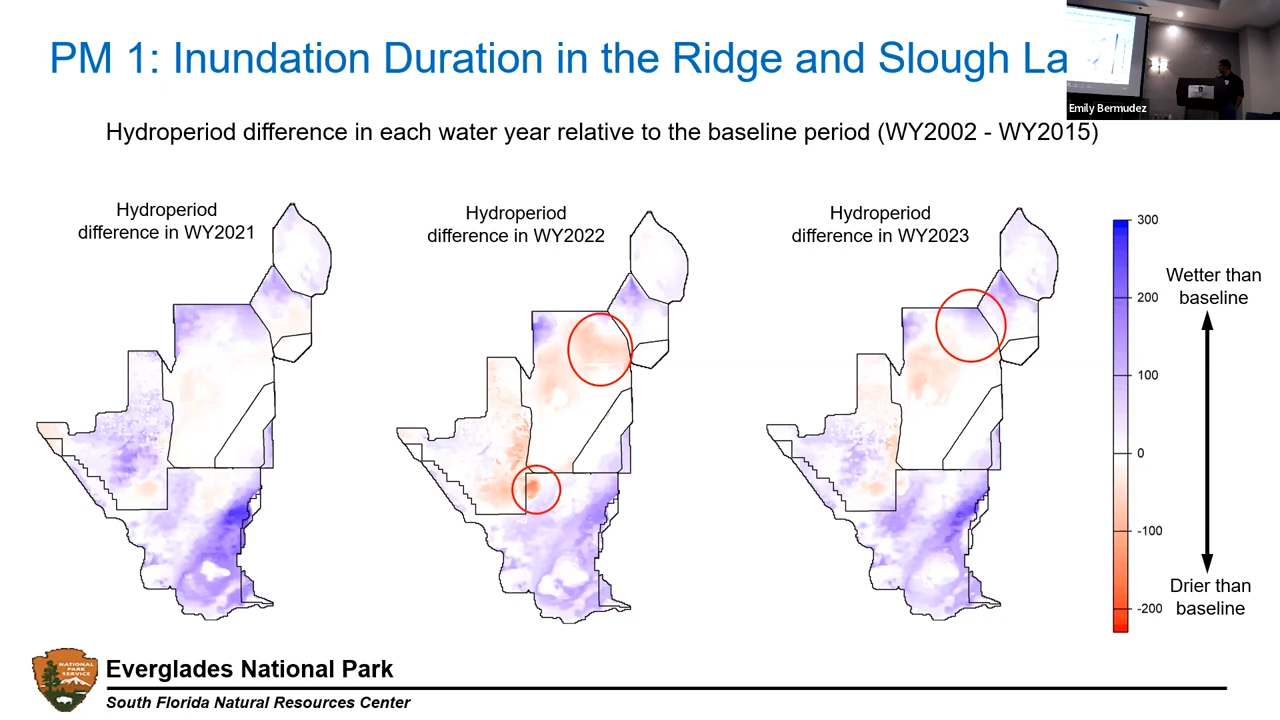 PM 1: Inundation Duration in the Ridge and Slough La
Emily Bermudez
Hydroperiod difference in each water year relative to the baseline period (WY2002 - WY2015)
Hydroperiod
difference in WY2021
Hydroperiod
difference in WY2022
Hydroperiod
difference in WY2023
300
200
100
0
-100
-200
Wetter than
baseline
Drier than
baseline
NATIONAL
PARK
SERVICE
Everglades National Park
South Florida Natural Resources Center